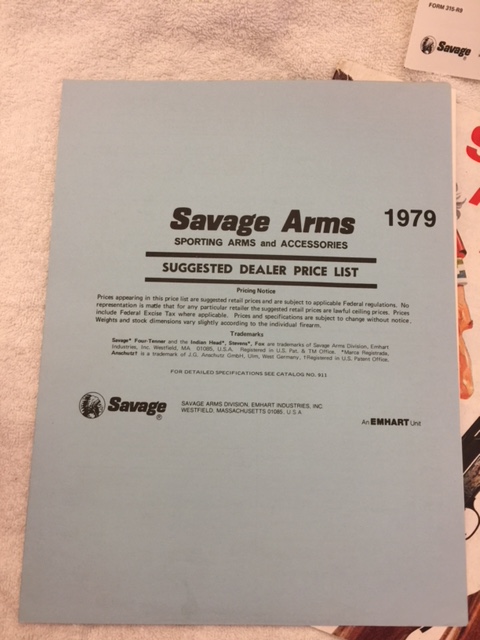 FORM 315-R9
Savage
Savage Arms 1979
SPORTING ARMS and ACCESSORIES
SUGGESTED DEALER PRICE LIST
Pricing Notice
Prices appearing in this price list are suggested retail prices and are subject to applicable Federal regulations. No
representation is made that for any particular retailer the suggested retail prices are lawful ceiling prices. Prices
include Federal Excise Tax where applicable. Prices and specifications are subject to change without notice.
Weights and stock dimensions vary slightly according to the individual firearm.
Trademarks
Savage* Four-Tenner and the Indian Head*, Stevens*, Fox are trademarks of Savage Arms Division, Emhart
Industries, Inc. Westfield, MA 01085, U.S.A. *Registered in U.S. Pat. & TM Office. *Marca Registrada.
Anschutz† is a trademark of J.G. Anschutz GmbH, Ulm, West Germany, †Registered in U.S. Patent Office.
FOR DETAILED SPECIFICATIONS SEE CATALOG NO. 911
Savage ®
SAVAGE ARMS DIVISION, EMHART INDUSTRIES, INC
WESTFIELD, MASSACHUSETTS 01085, U S A
An EMHART Unit